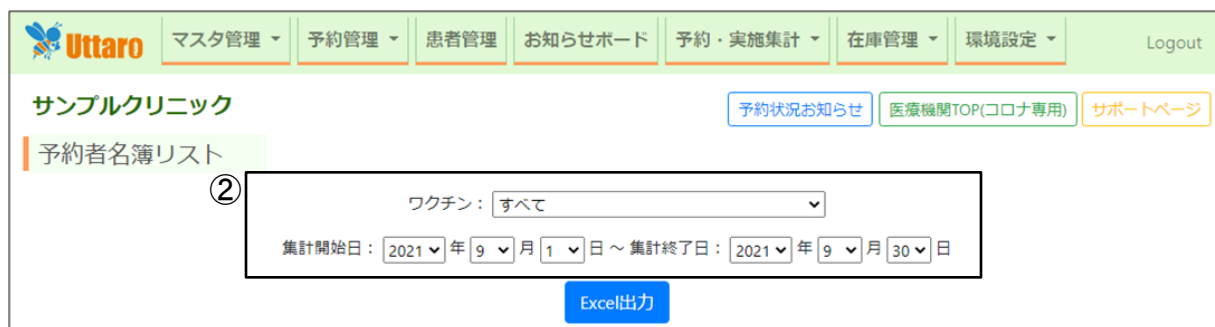 Uttaro マスタ管理 予約管理 患者管理 お知らせボード 予約・実施集計 在庫管理 環境設定 Logout
サンプルクリニック 予約状況お知らせ 医療機関TOP(コロナ専用) サポートページ
予約者名簿リスト
②
ワクチン： すべて
集計開始日： 2021 年 9 月 1 日 ～ 集計終了日： 2021 年 9 月 30 日
Excel出力